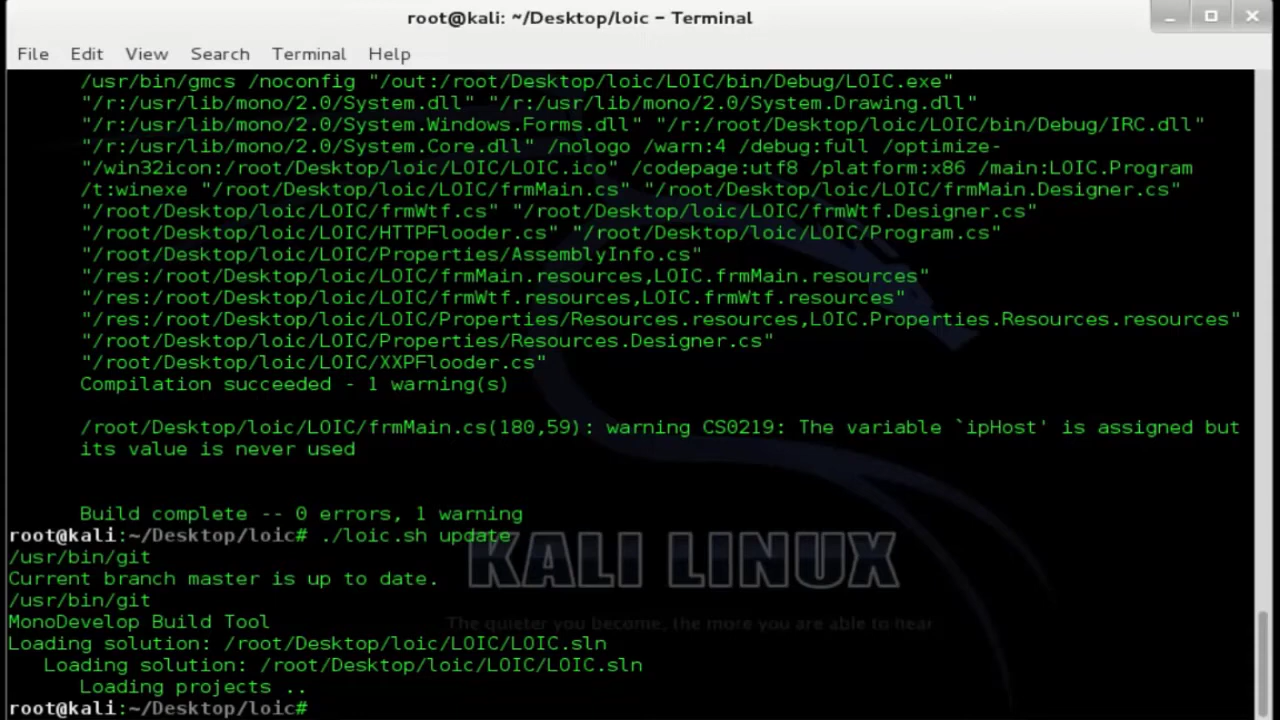 root@kali: ~/Desktop/loic - Terminal
File Edit View Search Terminal Help
/usr/bin/gmcs /noconfig "/out:/root/Desktop/loic/LOIC/bin/Debug/LOIC.exe"
"/r:/usr/lib/mono/2.0/System.dll" "/r:/usr/lib/mono/2.0/System.Drawing.dll"
"/r:/usr/lib/mono/2.0/System.Windows.Forms.dll" "/r:/root/Desktop/loic/LOIC/bin/Debug/IRC.dll"
"/r:/usr/lib/mono/2.0/System.Core.dll" /nologo /warn:4 /debug:full /optimize-
"/win32icon:/root/Desktop/loic/LOIC/LOIC.ico" /codepage:utf8 /platform:x86 /main:LOIC.Program
/t:winexe "/root/Desktop/loic/LOIC/frmMain.cs" "/root/Desktop/loic/LOIC/frmMain.Designer.cs"
"/root/Desktop/loic/LOIC/frmWtf.cs" "/root/Desktop/loic/LOIC/frmWtf.Designer.cs"
"/root/Desktop/loic/LOIC/HTTPFlooder.cs" "/root/Desktop/loic/LOIC/Program.cs"
"/root/Desktop/loic/LOIC/Properties/AssemblyInfo.cs"
"/res:/root/Desktop/loic/LOIC/frmMain.resources,LOIC.frmMain.resources"
"/res:/root/Desktop/loic/LOIC/frmWtf.resources,LOIC.frmWtf.resources"
"/res:/root/Desktop/loic/LOIC/Properties/Resources.resources,LOIC.Properties.Resources.resources"
"/root/Desktop/loic/LOIC/Properties/Resources.Designer.cs"
"/root/Desktop/loic/LOIC/XXPFlooder.cs"
Compilation succeeded - 1 warning(s)
/root/Desktop/loic/LOIC/frmMain.cs(180,59): warning CS0219: The variable `ipHost' is assigned but
its value is never used
Build complete -- 0 errors, 1 warning
root@kali:~/Desktop/loic# ./loic.sh update
/usr/bin/git
KALI LINUX
Current branch master is up to date.
/usr/bin/git
MonoDevelop Build Tool
The quieter you become, the more you are able to hear
Loading solution: /root/Desktop/loic/LOIC/LOIC.sln
Loading solution: /root/Desktop/loic/LOIC/LOIC.sln
Loading projects ..
root@kali:~/Desktop/loic#